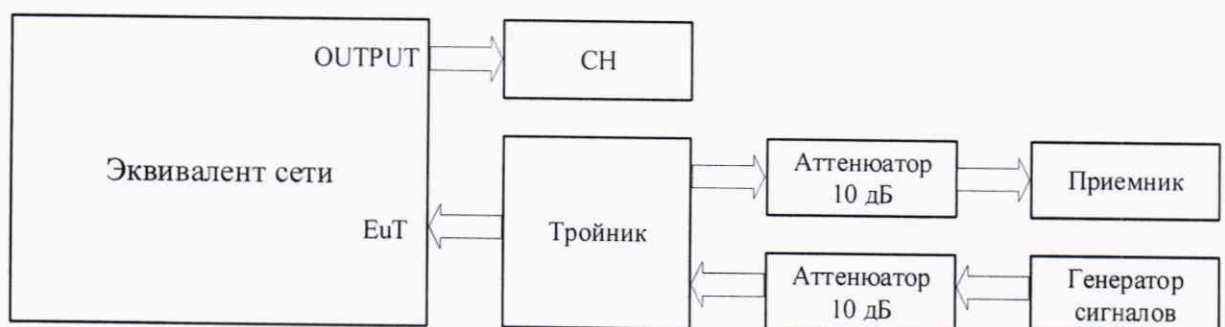 OUTPUT
СН
Эквивалент сети
EuT
Тройник
Аттенюатор
10 дБ
Приемник
Аттенюатор
10 дБ
Генератор
сигналов